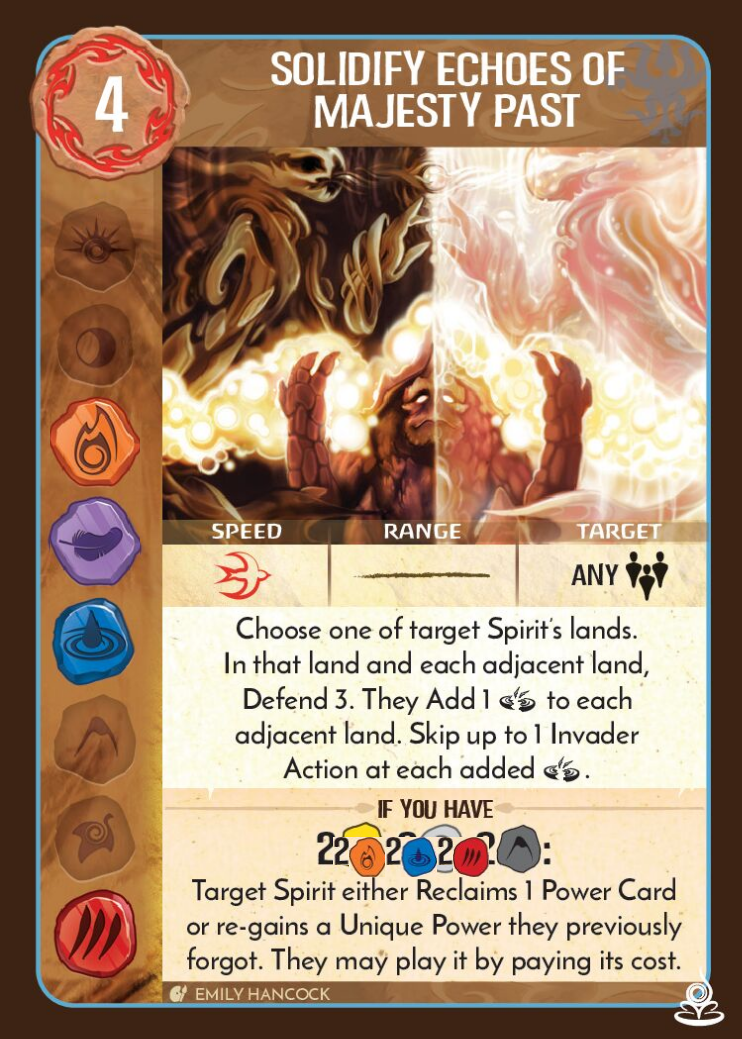 4
SOLIDIFY ECHOES OF
MAJESTY PAST
SPEED RANGE TARGET
ANY
Choose one of target Spirit's lands.
In that land and each adjacent land,
Defend 3. They Add 1 to each
adjacent land. Skip up to 1 Invader
Action at each added .
IF YOU HAVE
22 2 2 :
Target Spirit either Reclaims 1 Power Card
or re-gains a Unique Power they previously
forgot. They may play it by paying its cost.
EMILY HANCOCK